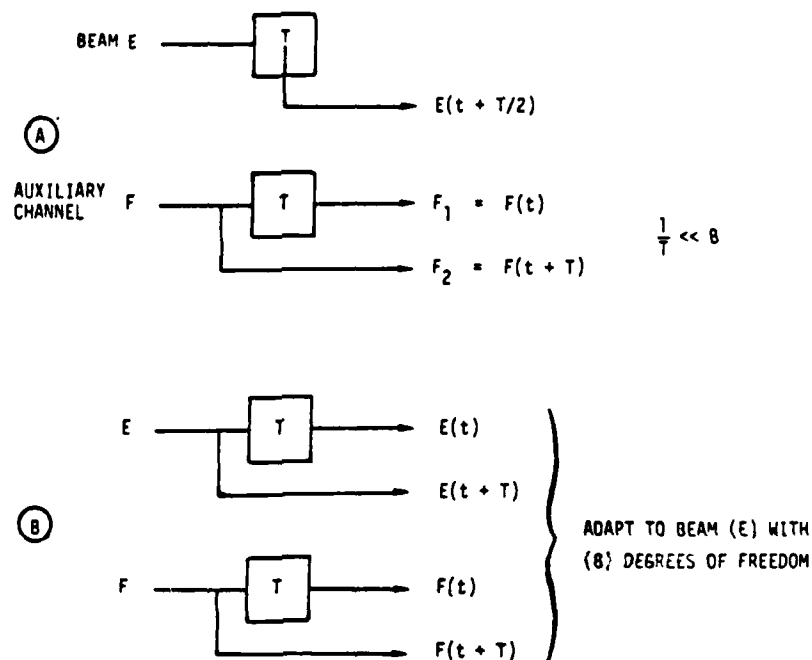 BEAM E
T
E(t + T/2)
A
AUXILIARY
CHANNEL F
T
F1 = F(t)
F2 = F(t + T)
1/T << B
E
T
E(t)
E(t + T)
B
ADAPT TO BEAM (E) WITH
(8) DEGREES OF FREEDOM
F
T
F(t)
F(t + T)